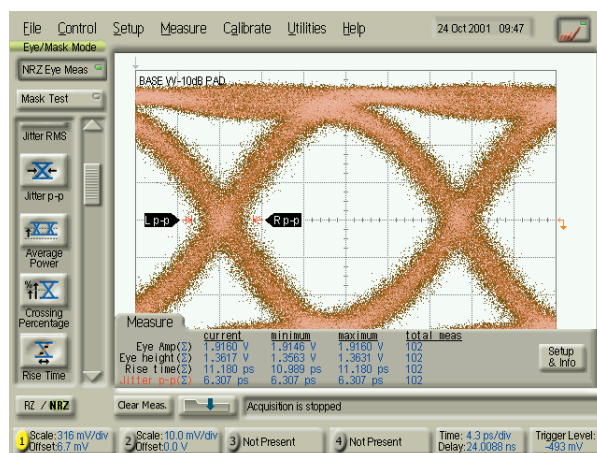 File Control Setup Measure Calibrate Utilities Help 24 Oct 2001 09:47
Eye/Mask Mode
NRZ Eye Meas
Mask Test
Jitter RMS
Jitter p-p
Average
Power
Crossing
Percentage
Rise Time
BASE W-10dB PAD
L p-p
R p-p
Measure
current minimum maximum total meas
Eye Amp(Σ) 1.9160 V 1.9146 V 1.9160 V 102
Eye height(Σ) 1.3617 V 1.3563 V 1.3631 V 102
Rise time(Σ) 11.180 ps 10.989 ps 11.180 ps 102
Jitter p-p(Σ) 6.307 ps 6.307 ps 6.307 ps 102
Setup
& Info
RZ / NRZ
Clear Meas.
Acquisition is stopped
1 Scale:316 mV/div
Offset:6.7 mV
2 Scale:10.0 mV/div
Offset:0.0 V
3 Not Present
4 Not Present
Time: 4.3 ps/div
Delay:24.0088 ns
Trigger Level:
-493 mV